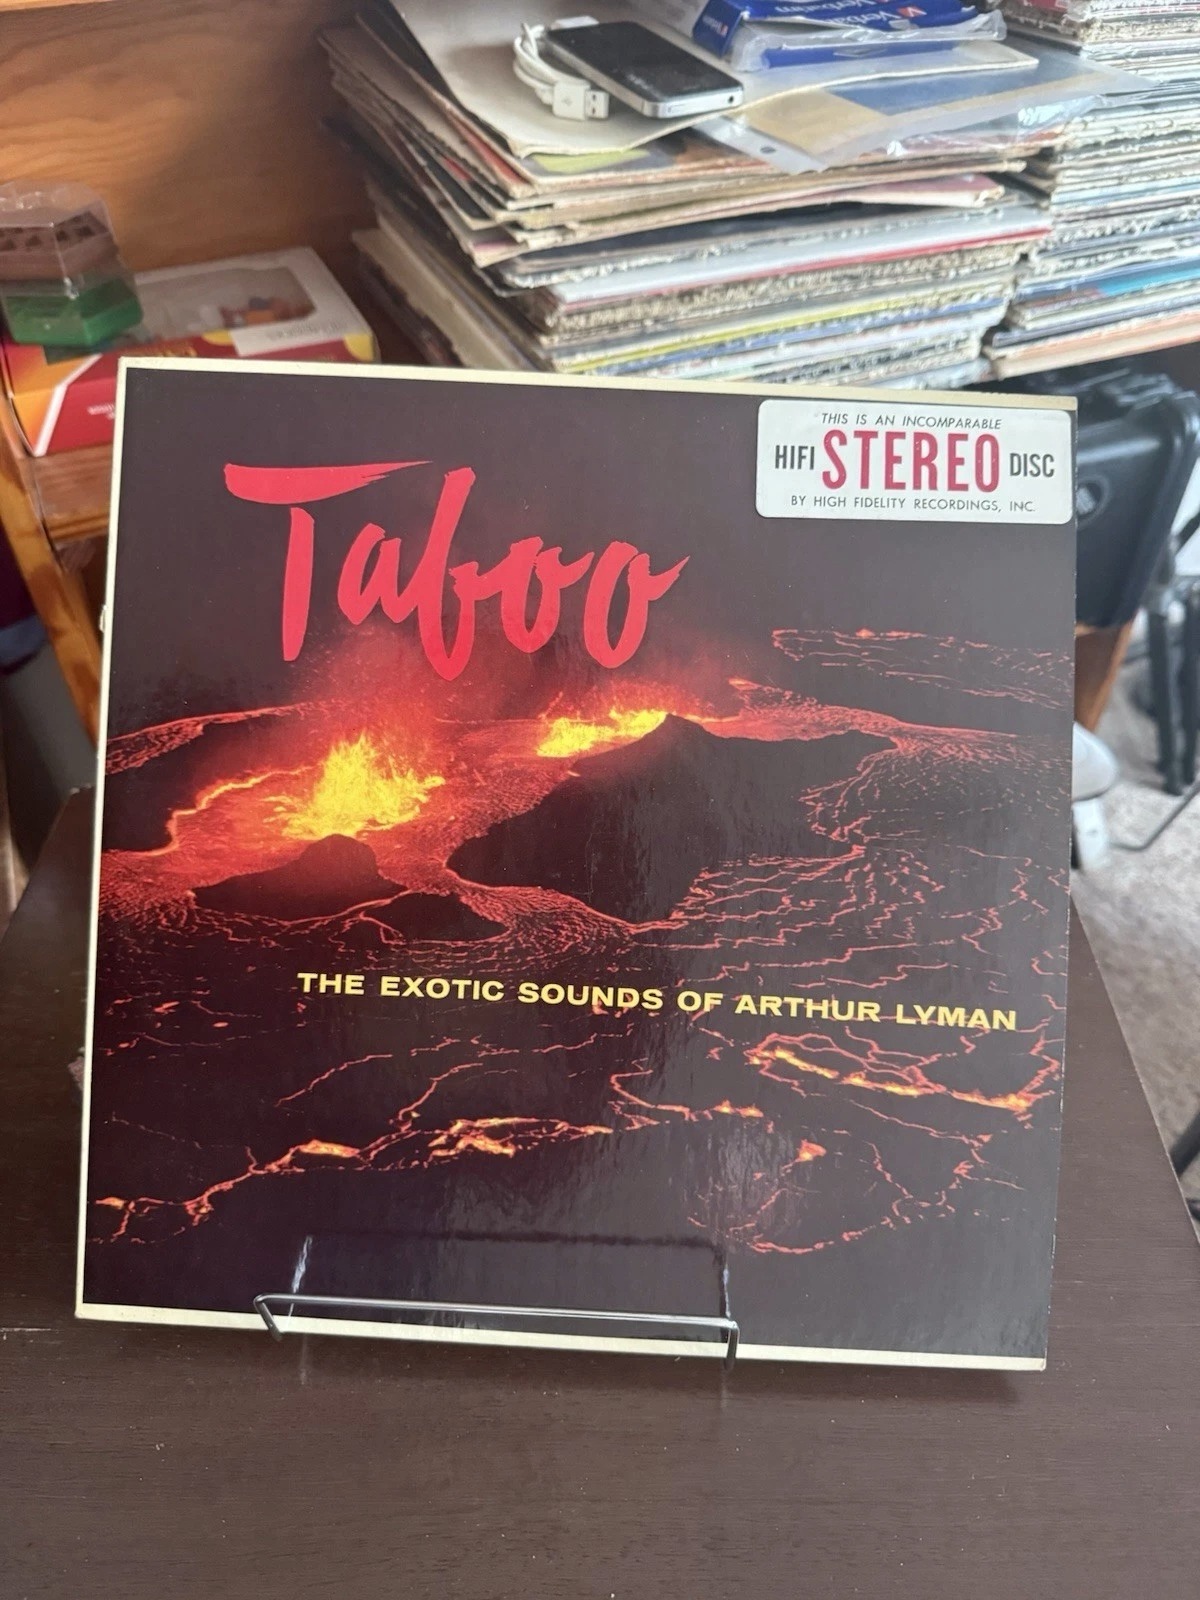 Verbatim
THIS IS AN INCOMPARABLE
HIFI STEREO DISC
BY HIGH FIDELITY RECORDINGS, INC.
Taboo
THE EXOTIC SOUNDS OF ARTHUR LYMAN